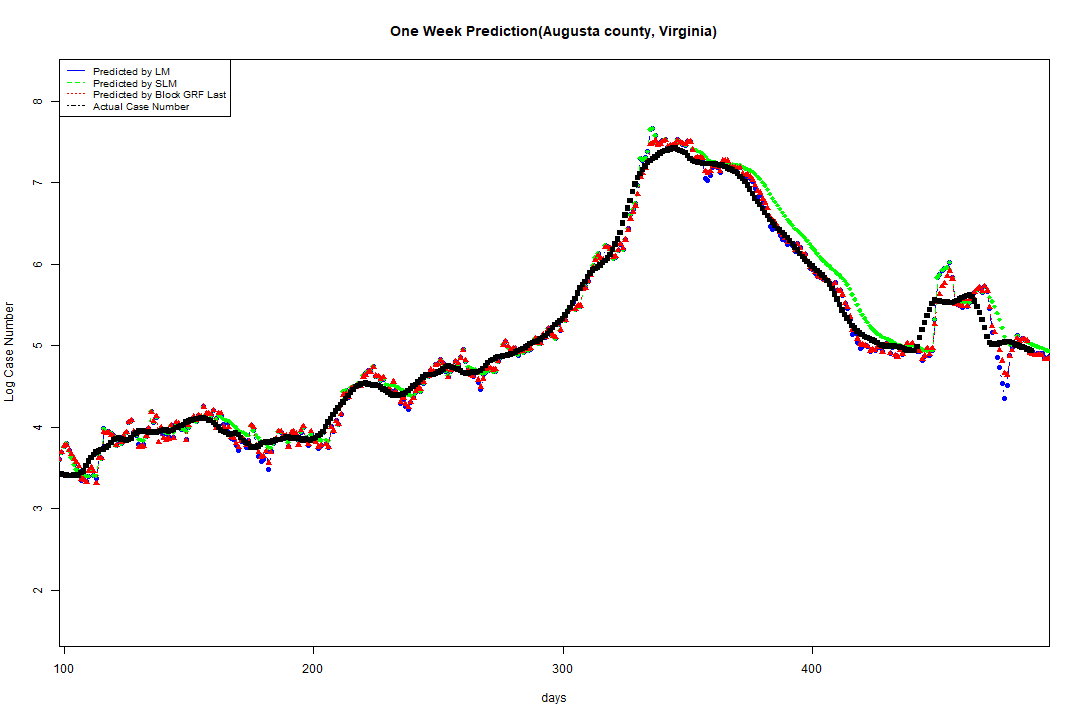 One Week Prediction(Augusta county, Virginia)
Predicted by LM
Predicted by SLM
Predicted by Block GRF Last
Actual Case Number
8
7
6
5
4
3
2
Log Case Number
100 200 300 400
days